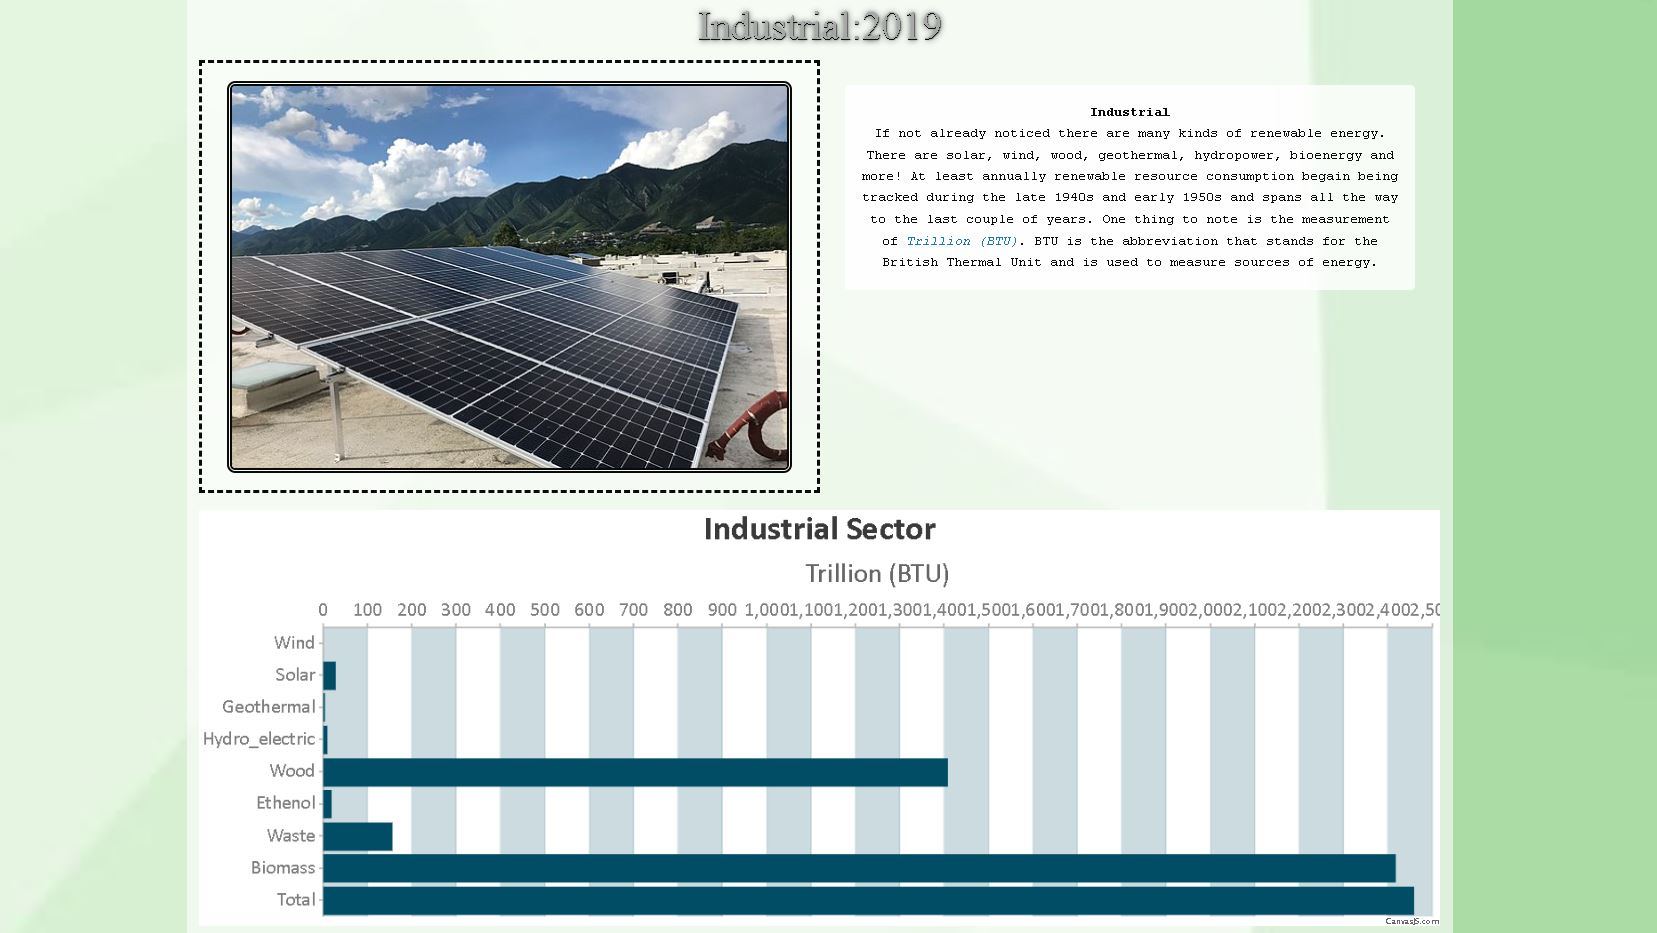 Industrial:2019
Industrial
If not already noticed there are many kinds of renewable energy.
There are solar, wind, wood, geothermal, hydropower, bioenergy and
more! At least annually renewable resource consumption begain being
tracked during the late 1940s and early 1950s and spans all the way
to the last couple of years. One thing to note is the measurement
of Trillion (BTU). BTU is the abbreviation that stands for the
British Thermal Unit and is used to measure sources of energy.
Industrial Sector
Trillion (BTU)
0 100 200 300 400 500 600 700 800 900 1,000 1,100 1,200 1,300 1,400 1,500 1,600 1,700 1,800 1,900 2,000 2,100 2,200 2,300 2,400 2,50
Wind
Solar
Geothermal
Hydro_electric
Wood
Ethenol
Waste
Biomass
Total
CanvasJS.com